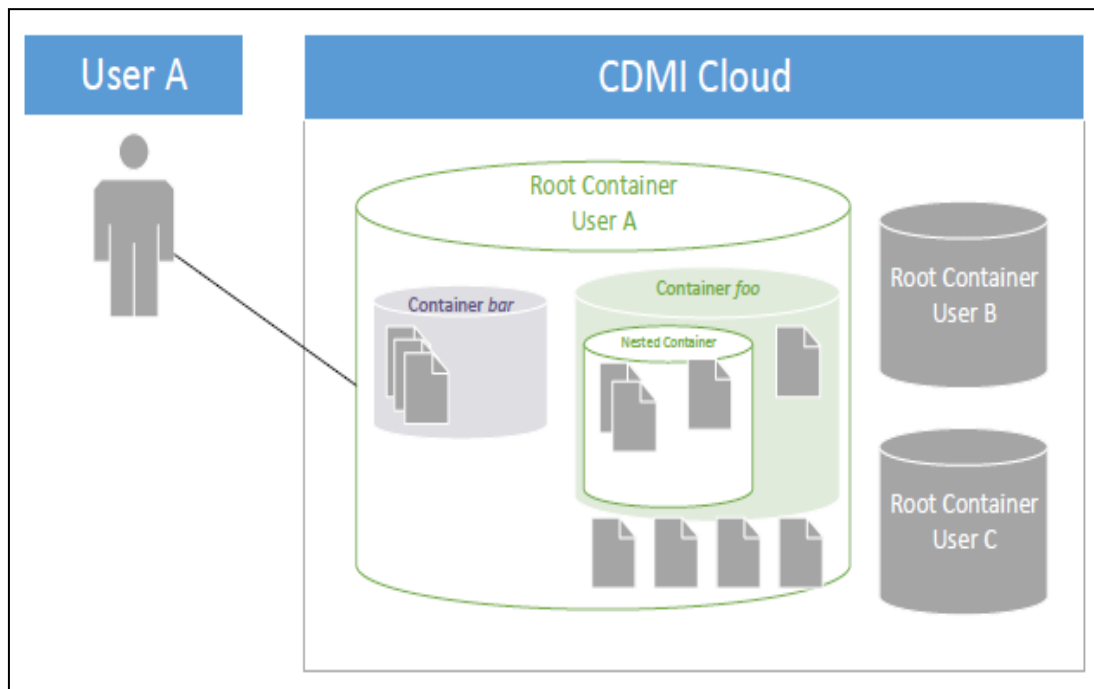 User A
CDMI Cloud
Root Container
User A
Container bar
Container foo
Nested Container
Root Container
User B
Root Container
User C